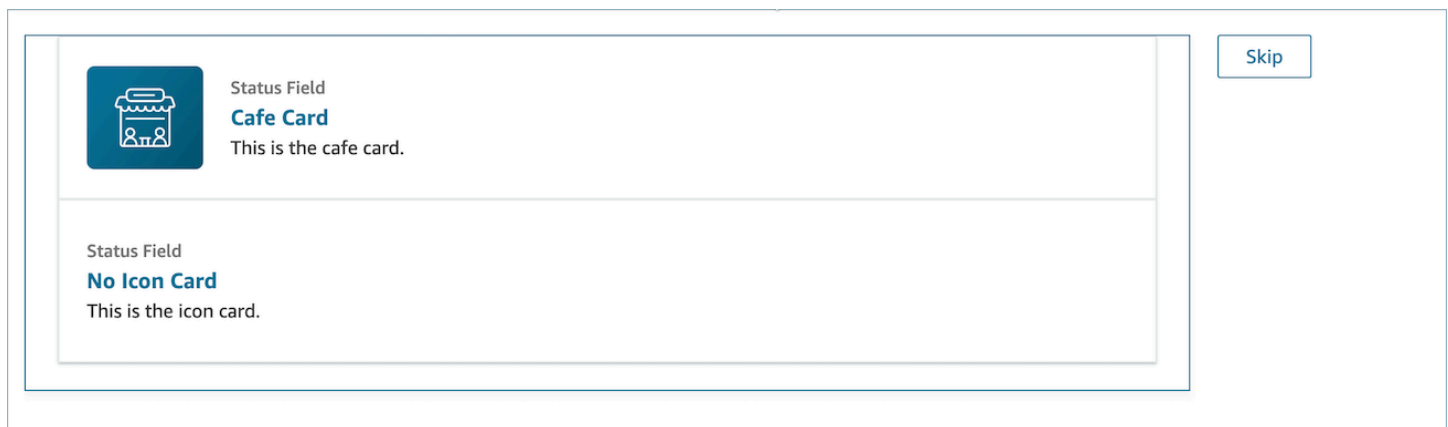 Status Field
Cafe Card
This is the cafe card.
Skip
Status Field
No Icon Card
This is the icon card.